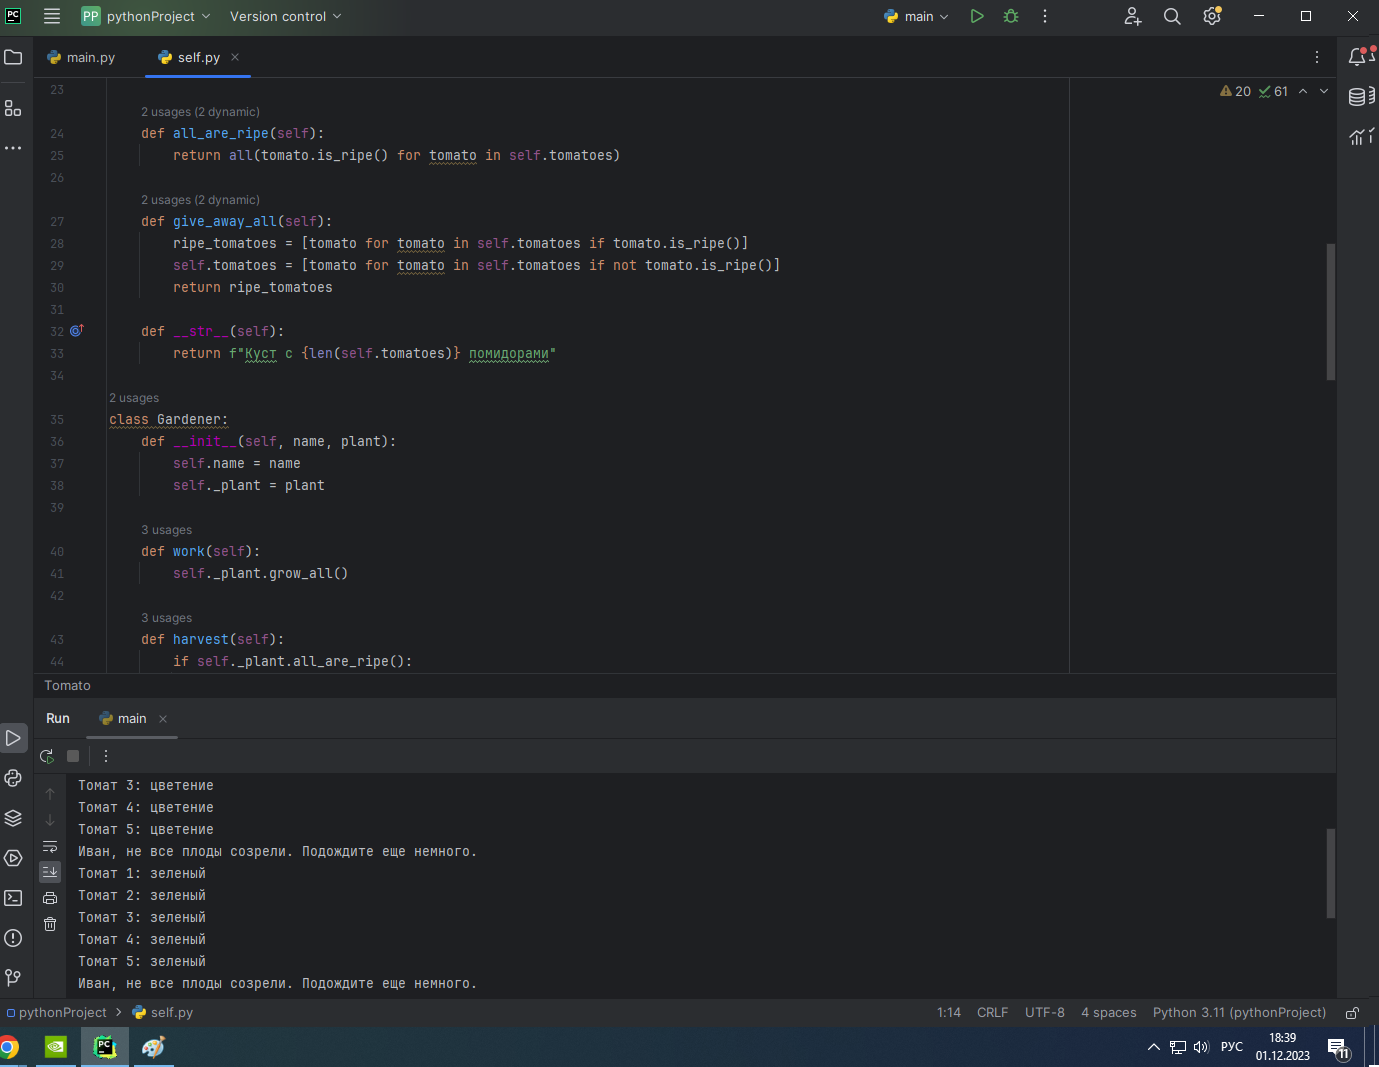 PC PP pythonProject Version control main
main.py self.py
20 61
23
2 usages (2 dynamic)
24 def all_are_ripe(self):
25 return all(tomato.is_ripe() for tomato in self.tomatoes)
26
2 usages (2 dynamic)
27 def give_away_all(self):
28 ripe_tomatoes = [tomato for tomato in self.tomatoes if tomato.is_ripe()]
29 self.tomatoes = [tomato for tomato in self.tomatoes if not tomato.is_ripe()]
30 return ripe_tomatoes
31
32 def __str__(self):
33 return f"Куст с {len(self.tomatoes)} помидорами"
34
2 usages
35 class Gardener:
36 def __init__(self, name, plant):
37 self.name = name
38 self._plant = plant
39
3 usages
40 def work(self):
41 self._plant.grow_all()
42
3 usages
43 def harvest(self):
44 if self._plant.all_are_ripe():
Tomato
Run main
Томат 3: цветение
Томат 4: цветение
Томат 5: цветение
Иван, не все плоды созрели. Подождите еще немного.
Томат 1: зеленый
Томат 2: зеленый
Томат 3: зеленый
Томат 4: зеленый
Томат 5: зеленый
Иван, не все плоды созрели. Подождите еще немного.
pythonProject self.py 1:14 CRLF UTF-8 4 spaces Python 3.11 (pythonProject)
PC РУС 18:39
01.12.2023 11